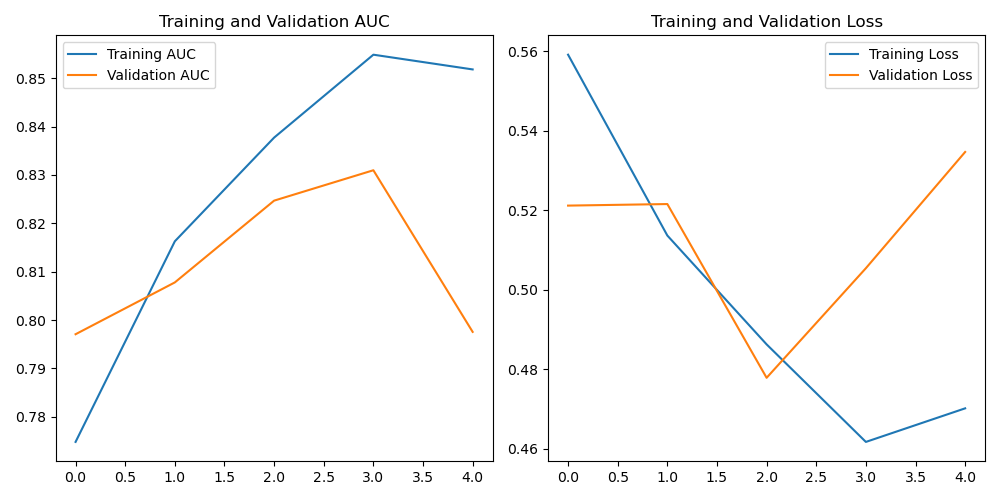 Training and Validation AUC
Training AUC
Validation AUC
0.85
0.84
0.83
0.82
0.81
0.80
0.79
0.78
0.0 0.5 1.0 1.5 2.0 2.5 3.0 3.5 4.0
Training and Validation Loss
Training Loss
Validation Loss
0.56
0.54
0.52
0.50
0.48
0.46
0.0 0.5 1.0 1.5 2.0 2.5 3.0 3.5 4.0